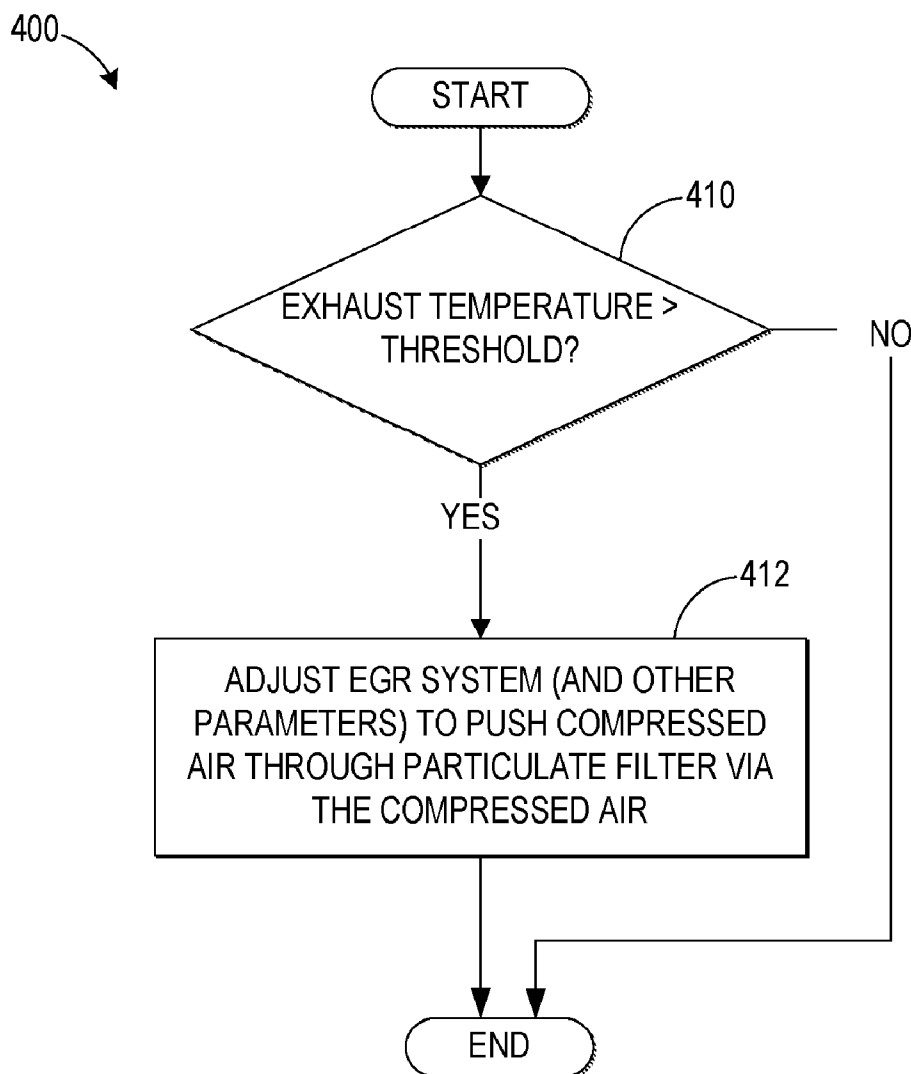 400
START
410
EXHAUST TEMPERATURE >
THRESHOLD?
NO
YES
412
ADJUST EGR SYSTEM (AND OTHER
PARAMETERS) TO PUSH COMPRESSED
AIR THROUGH PARTICULATE FILTER VIA
THE COMPRESSED AIR
END